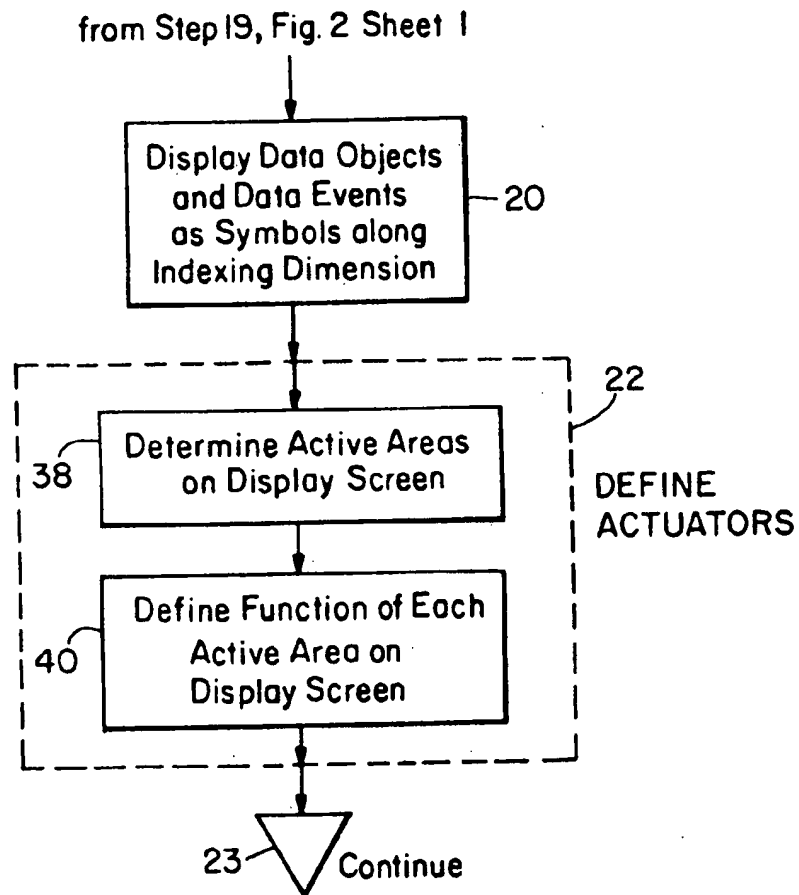 from Step 19, Fig. 2 Sheet 1
Display Data Objects
and Data Events
as Symbols along
Indexing Dimension
20
22
Determine Active Areas
on Display Screen
38
DEFINE
ACTUATORS
Define Function of Each
Active Area on
Display Screen
40
23
Continue